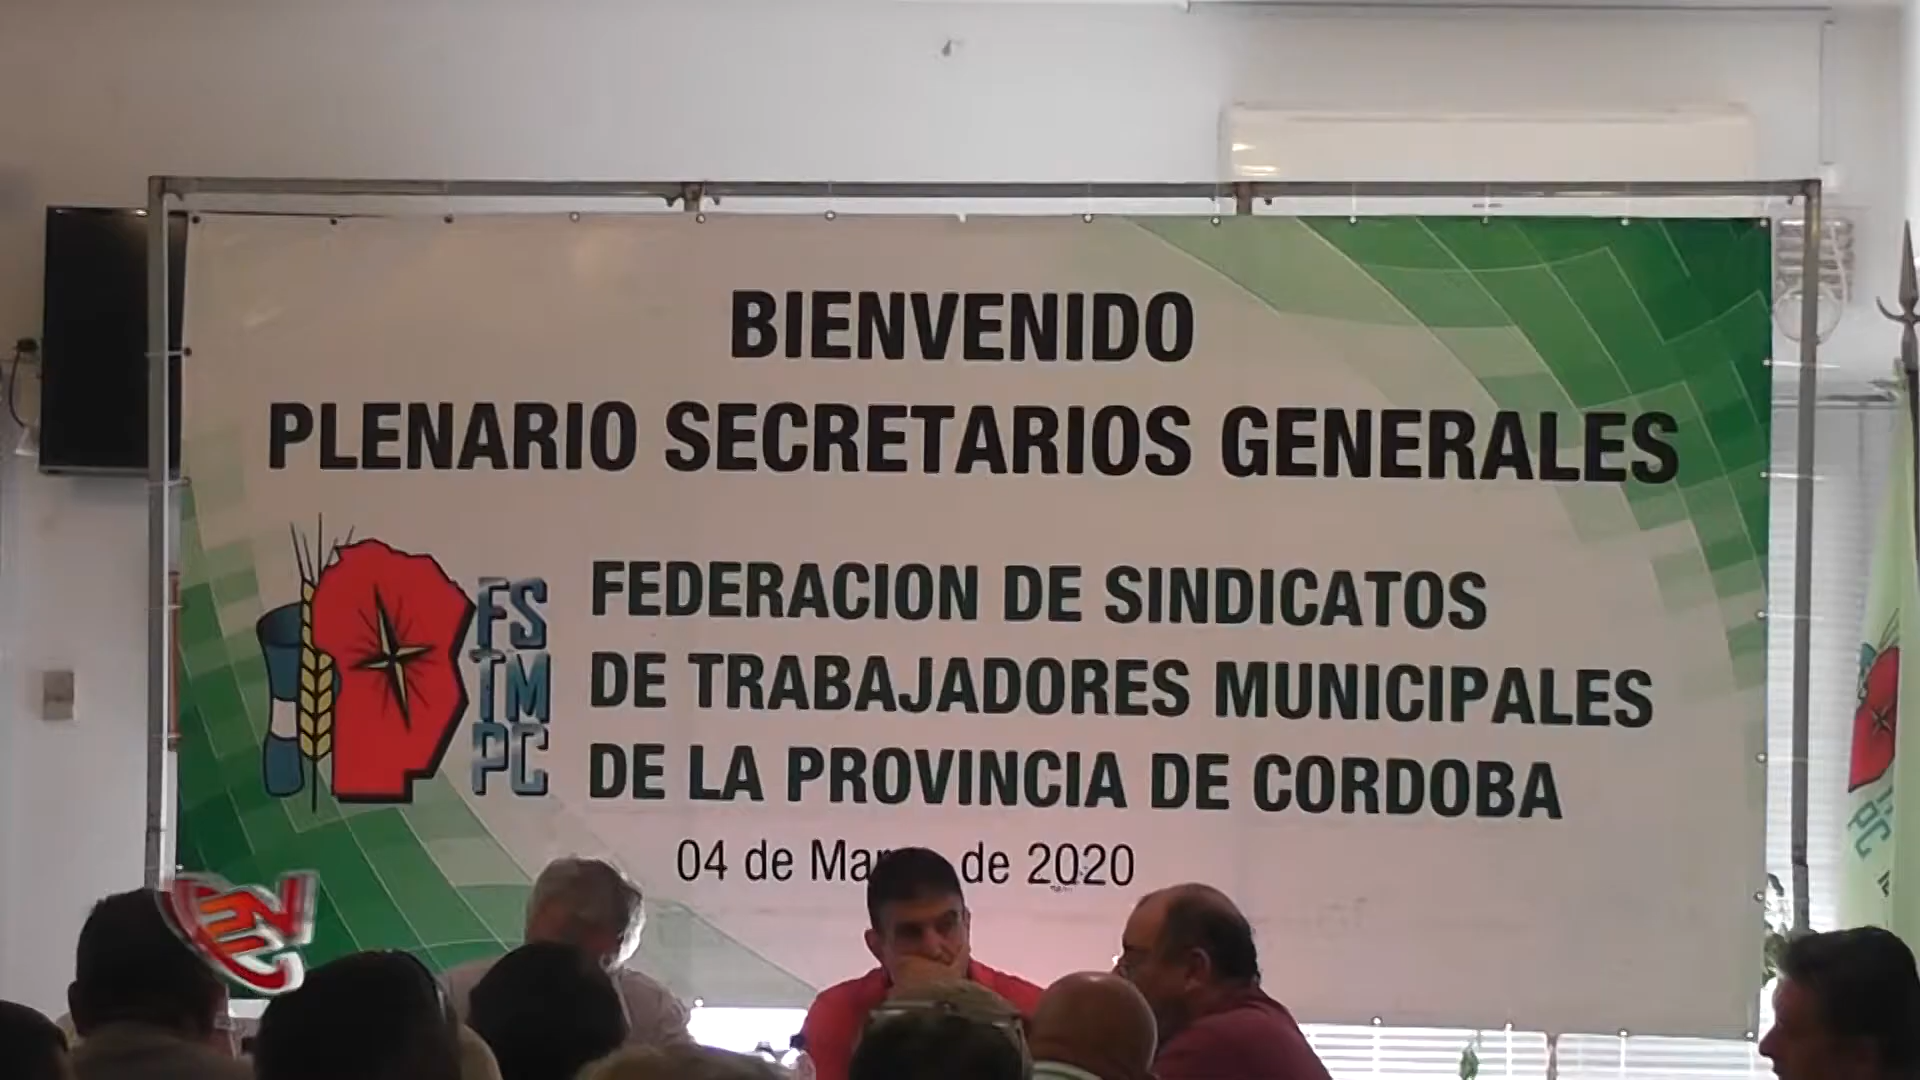 BIENVENIDO
PLENARIO SECRETARIOS GENERALES
FS
TM
PC
FEDERACION DE SINDICATOS
DE TRABAJADORES MUNICIPALES
DE LA PROVINCIA DE CORDOBA
04 de de 2020
PC